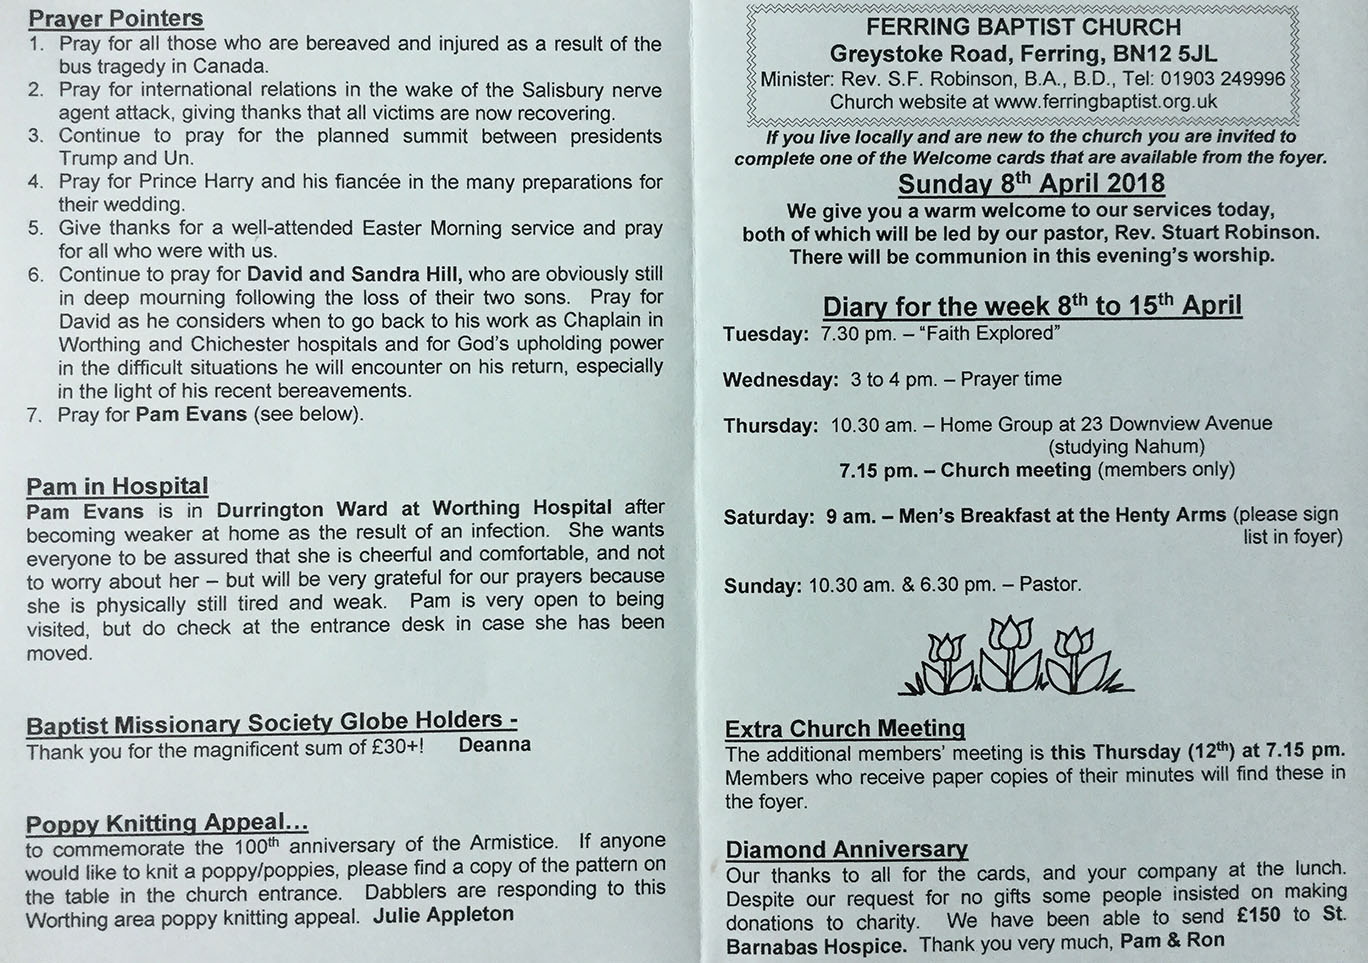 Prayer Pointers
1. Pray for all those who are bereaved and injured as a result of the
bus tragedy in Canada.
2. Pray for international relations in the wake of the Salisbury nerve
agent attack, giving thanks that all victims are now recovering.
3. Continue to pray for the planned summit between presidents
Trump and Un.
4. Pray for Prince Harry and his fiancée in the many preparations for
their wedding.
5. Give thanks for a well-attended Easter Morning service and pray
for all who were with us.
6. Continue to pray for David and Sandra Hill, who are obviously still
in deep mourning following the loss of their two sons. Pray for
David as he considers when to go back to his work as Chaplain in
Worthing and Chichester hospitals and for God's upholding power
in the difficult situations he will encounter on his return, especially
in the light of his recent bereavements.
7. Pray for Pam Evans (see below).
Pam in Hospital
Pam Evans is in Durrington Ward at Worthing Hospital after
becoming weaker at home as the result of an infection. She wants
everyone to be assured that she is cheerful and comfortable, and not
to worry about her – but will be very grateful for our prayers because
she is physically still tired and weak. Pam is very open to being
visited, but do check at the entrance desk in case she has been
moved.
Baptist Missionary Society Globe Holders -
Thank you for the magnificent sum of £30+! Deanna
Poppy Knitting Appeal...
to commemorate the 100th anniversary of the Armistice. If anyone
would like to knit a poppy/poppies, please find a copy of the pattern on
the table in the church entrance. Dabblers are responding to this
Worthing area poppy knitting appeal. Julie Appleton
FERRING BAPTIST CHURCH
Greystoke Road, Ferring, BN12 5JL
Minister: Rev. S.F. Robinson, B.A., B.D., Tel: 01903 249996
Church website at www.ferringbaptist.org.uk
If you live locally and are new to the church you are invited to
complete one of the Welcome cards that are available from the foyer.
Sunday 8th April 2018
We give you a warm welcome to our services today,
both of which will be led by our pastor, Rev. Stuart Robinson.
There will be communion in this evening's worship.
Diary for the week 8th to 15th April
Tuesday: 7.30 pm. – "Faith Explored"
Wednesday: 3 to 4 pm. – Prayer time
Thursday: 10.30 am. – Home Group at 23 Downview Avenue
(studying Nahum)
7.15 pm. – Church meeting (members only)
Saturday: 9 am. – Men's Breakfast at the Henty Arms (please sign
list in foyer)
Sunday: 10.30 am. & 6.30 pm. – Pastor.
Extra Church Meeting
The additional members' meeting is this Thursday (12th) at 7.15 pm.
Members who receive paper copies of their minutes will find these in
the foyer.
Diamond Anniversary
Our thanks to all for the cards, and your company at the lunch.
Despite our request for no gifts some people insisted on making
donations to charity. We have been able to send £150 to St.
Barnabas Hospice. Thank you very much, Pam & Ron